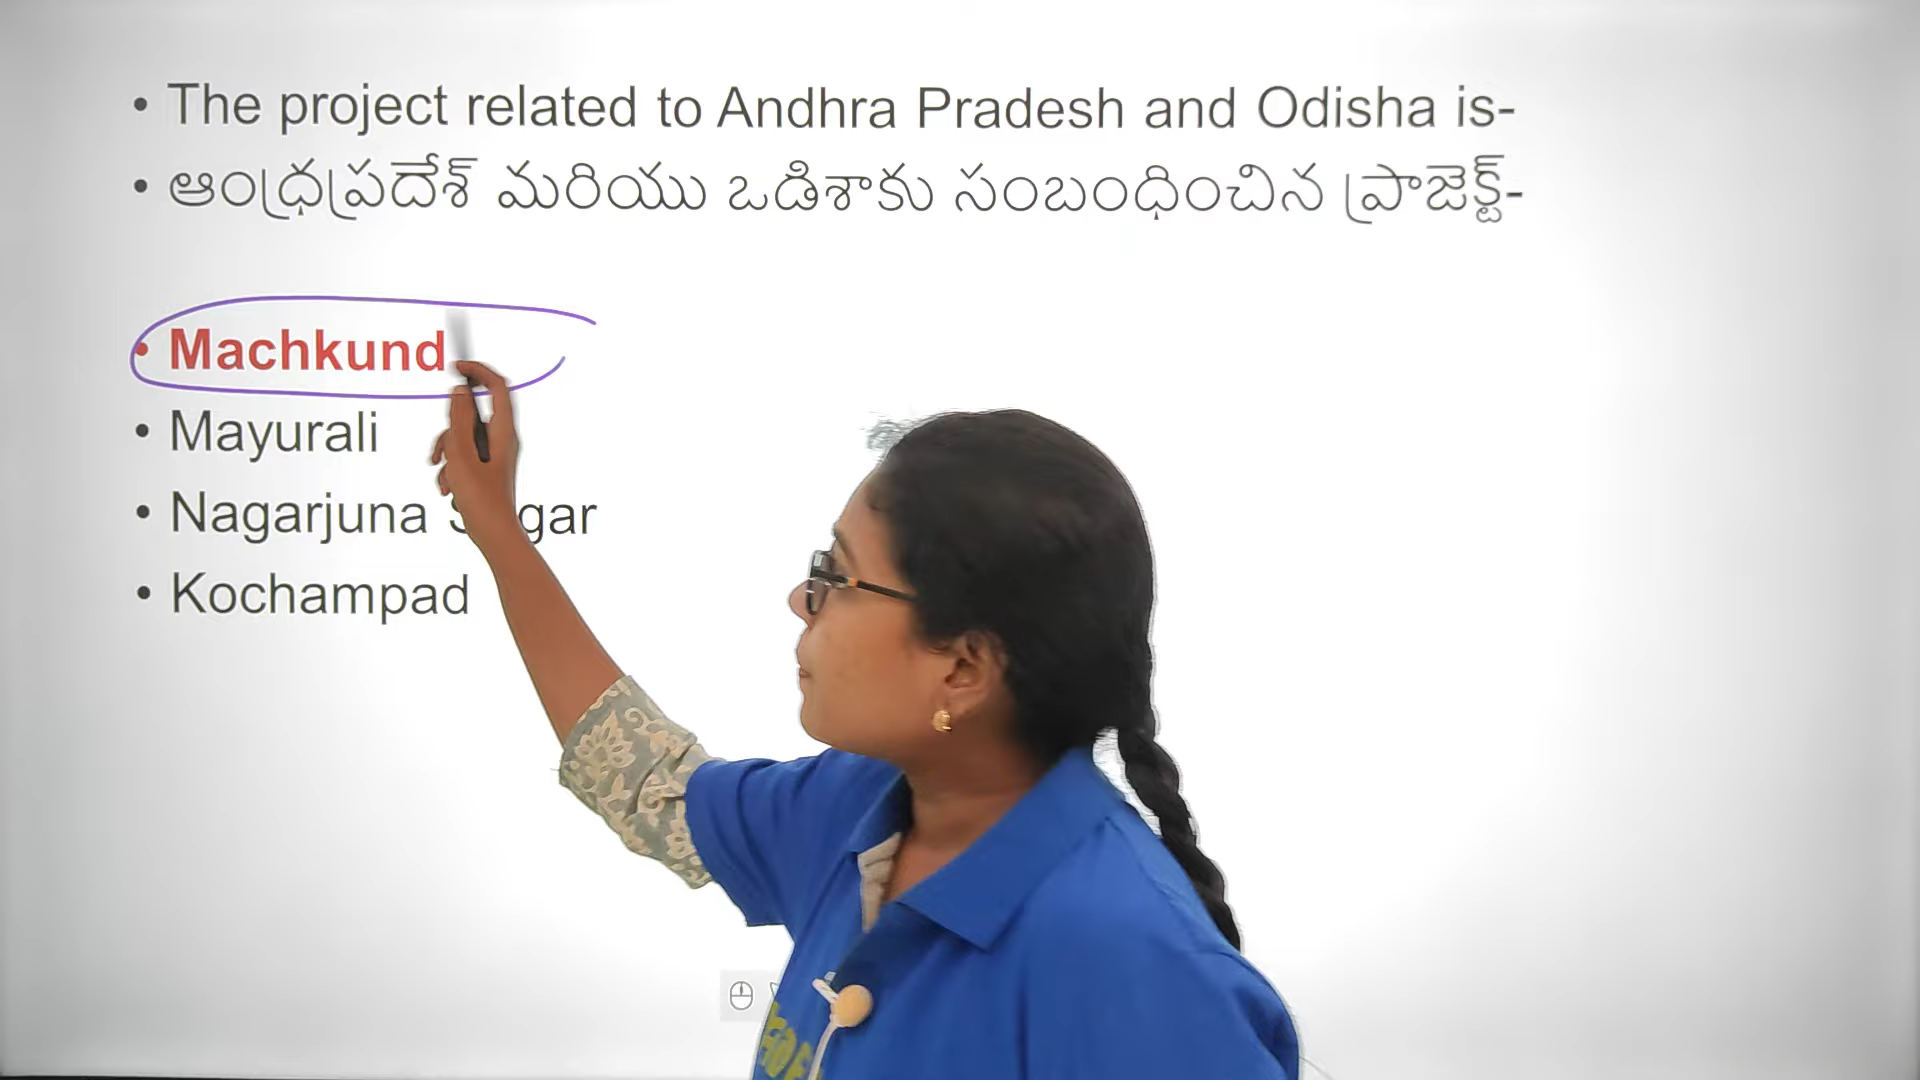 • The project related to Andhra Pradesh and Odisha is-
• ఆంధ్రప్రదేశ్ మరియు ఒడిశాకు సంబంధించిన ప్రాజెక్ట్-
• Machkund
• Mayurali
• Nagarjuna
• Kochampad